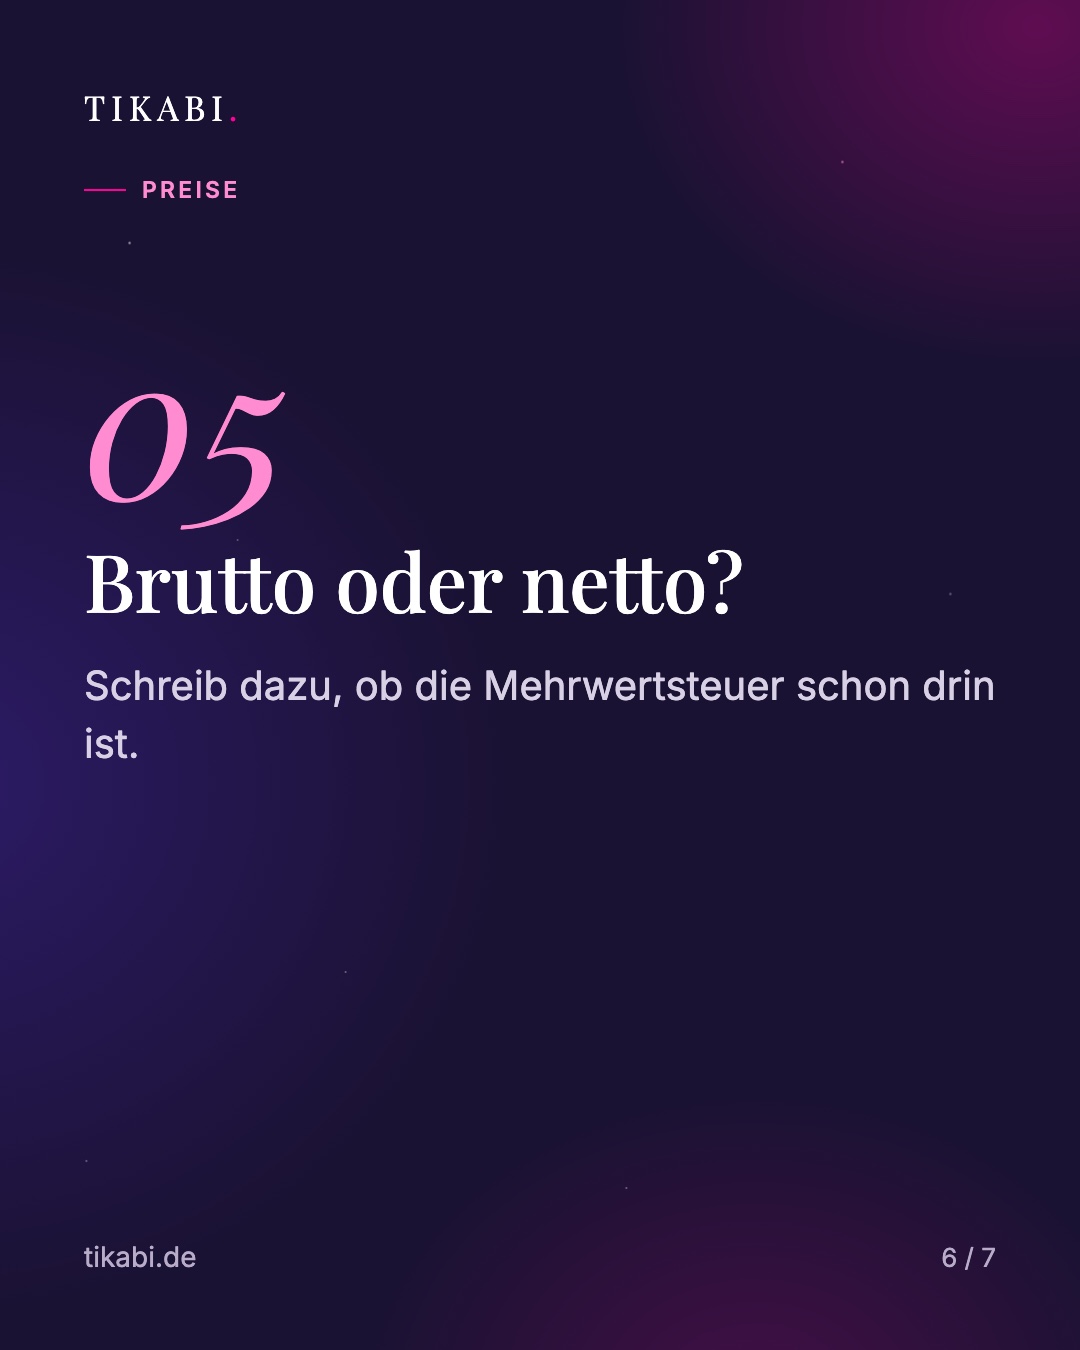 TIKABI.
PREISE
05
Brutto oder netto?
Schreib dazu, ob die Mehrwertsteuer schon drin
ist.
tikabi.de
6 / 7